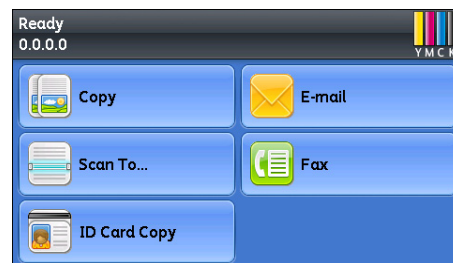 Ready
0.0.0.0
Y M C K
Copy
E-mail
Scan To...
Fax
ID Card Copy